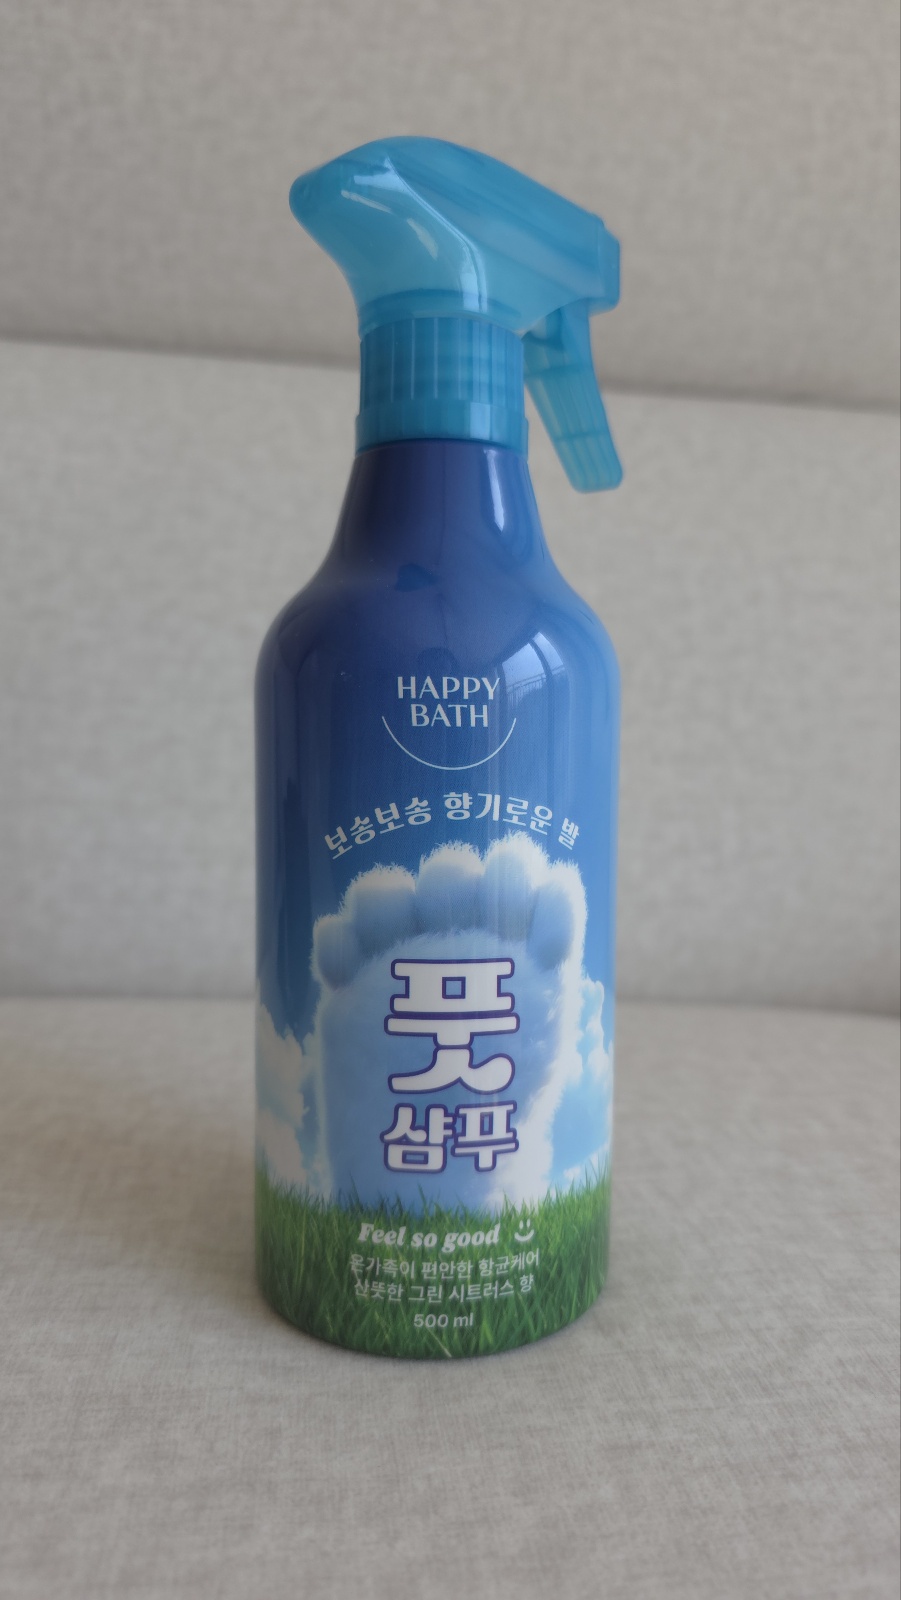 HAPPY
BATH
보송보송 향기로운 발
풋
샴푸
Feel so good
온가족이 편안한 항균케어
산뜻한 그린 시트러스 향
500 ml